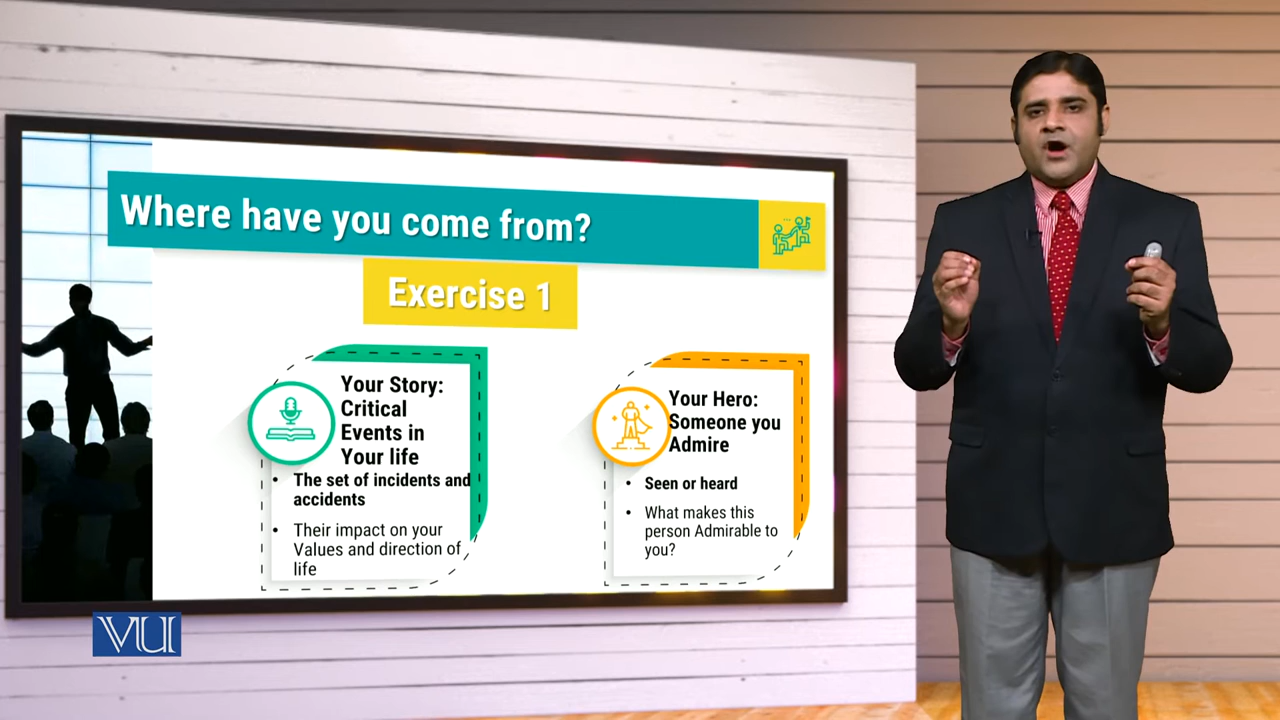 Where have you come from?
Exercise 1
Your Story:
Critical
Events in
Your life
• The set of incidents and
accidents
• Their impact on your
Values and direction of
life
Your Hero:
Someone you
Admire
• Seen or heard
• What makes this
person Admirable to
you?
VU